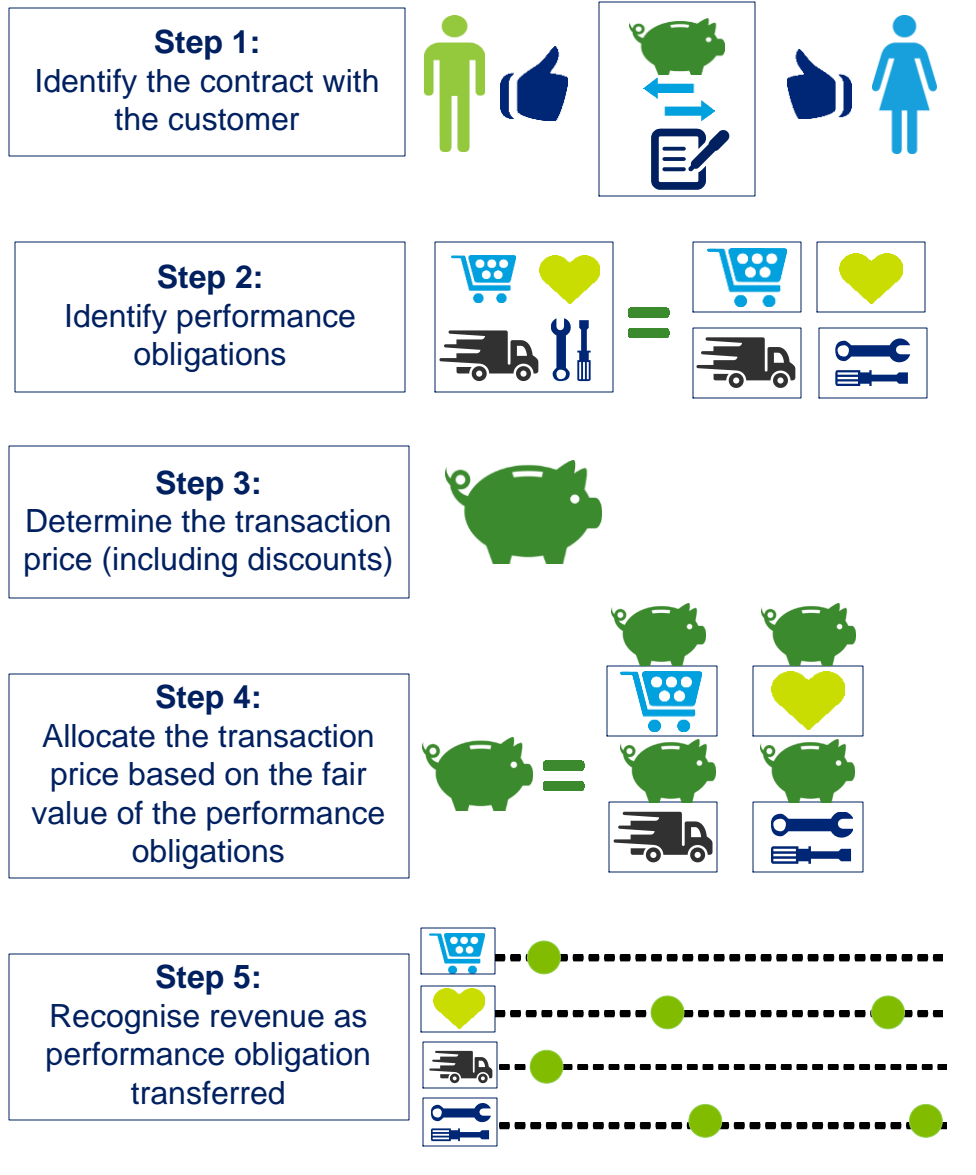 Step 1:
Identify the contract with
the customer
Step 2:
Identify performance
obligations
Step 3:
Determine the transaction
price (including discounts)
Step 4:
Allocate the transaction
price based on the fair
value of the performance
obligations
Step 5:
Recognise revenue as
performance obligation
transferred